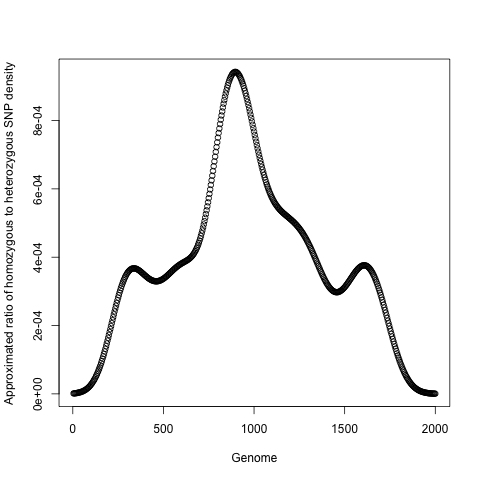 Approximated ratio of homozygous to heterozygous SNP density
8e-04
6e-04
4e-04
2e-04
0e+00
0 500 1000 1500 2000
Genome